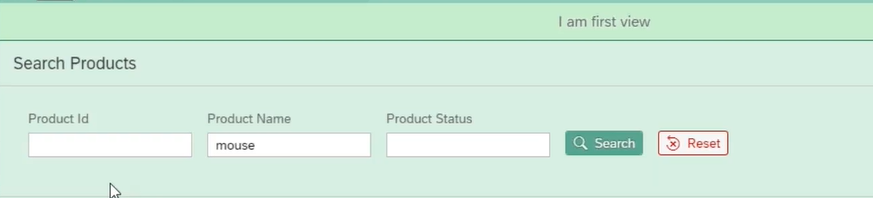 I am first view
Search Products
Product Id Product Name Product Status
mouse Search Reset